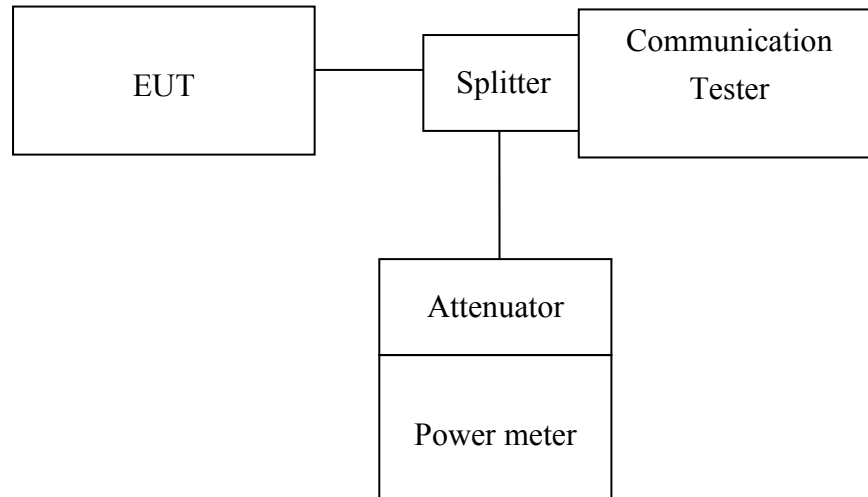 EUT
Splitter
Communication
Tester
Attenuator
Power meter